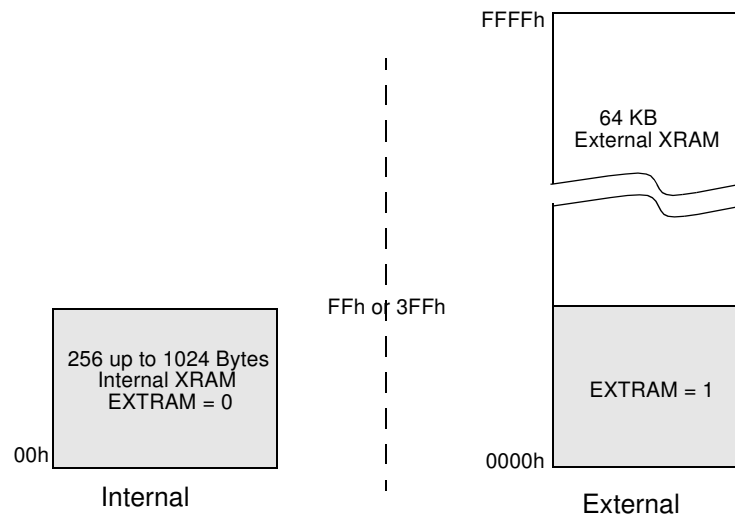 FFFFh
64 KB
External XRAM
FFh or 3FFh
256 up to 1024 Bytes
Internal XRAM
EXTRAM = 0
EXTRAM = 1
00h
0000h
Internal
External